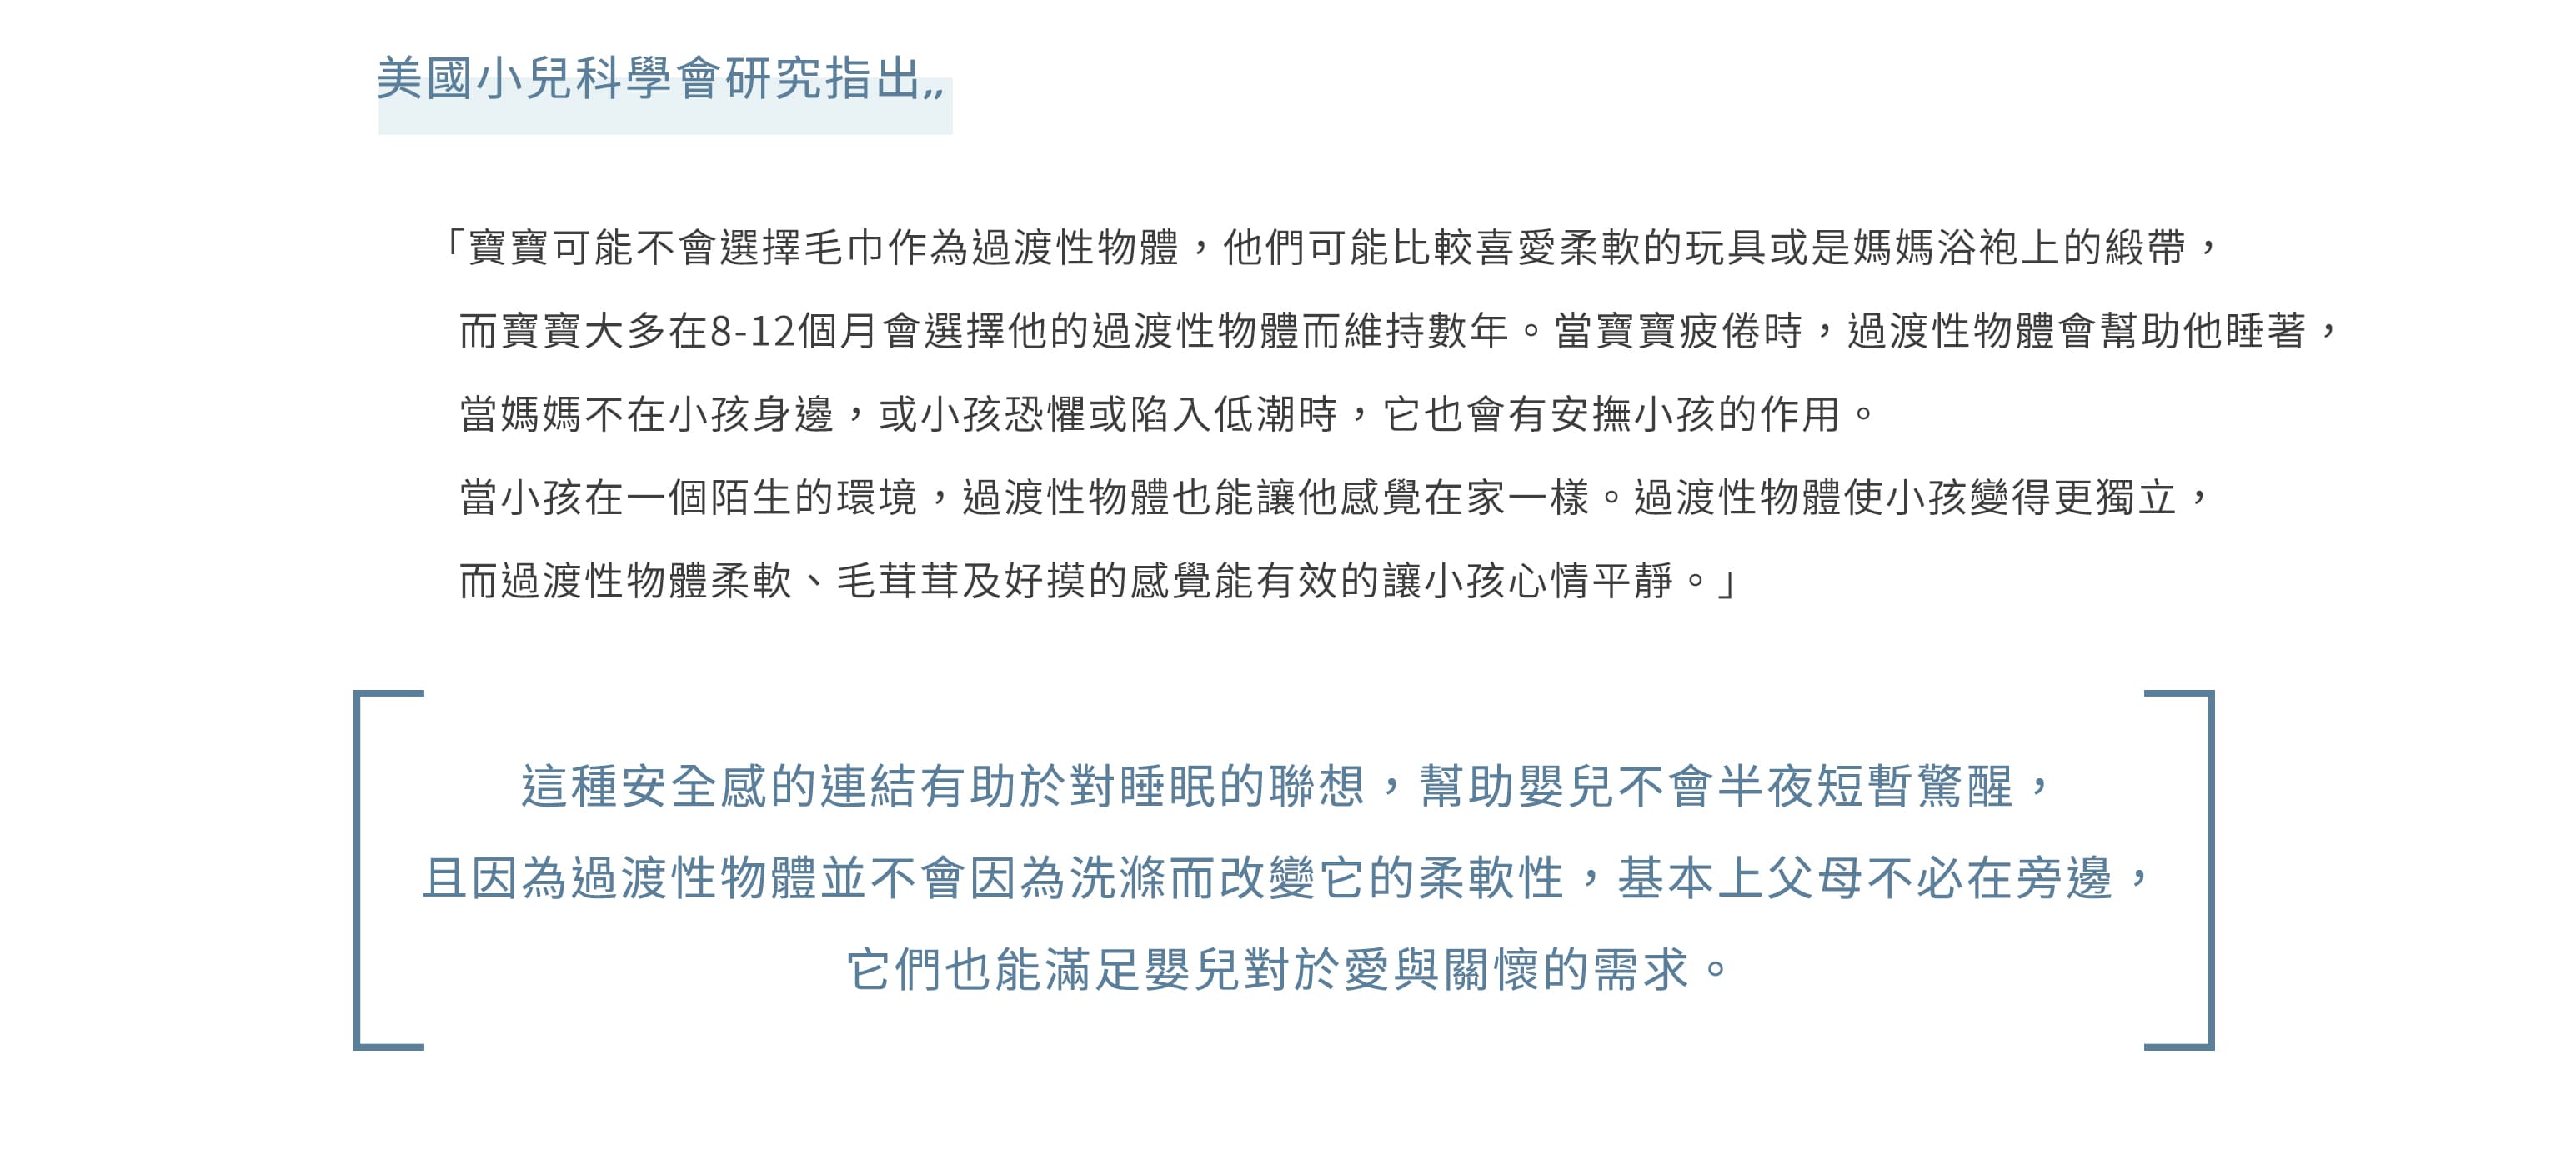 美國小兒科學會研究指出,,
「寶寶可能不會選擇毛巾作為過渡性物體，他們可能比較喜愛柔軟的玩具或是媽媽浴袍上的緞帶，
而寶寶大多在8-12個月會選擇他的過渡性物體而維持數年。當寶寶疲倦時，過渡性物體會幫助他睡著，
當媽媽不在小孩身邊，或小孩恐懼或陷入低潮時，它也會有安撫小孩的作用。
當小孩在一個陌生的環境，過渡性物體也能讓他感覺在家一樣。過渡性物體使小孩變得更獨立，
而過渡性物體柔軟、毛茸茸及好摸的感覺能有效的讓小孩心情平靜。」
這種安全感的連結有助於對睡眠的聯想，幫助嬰兒不會半夜短暫驚醒，
且因為過渡性物體並不會因為洗滌而改變它的柔軟性，基本上父母不必在旁邊，
它們也能滿足嬰兒對於愛與關懷的需求。